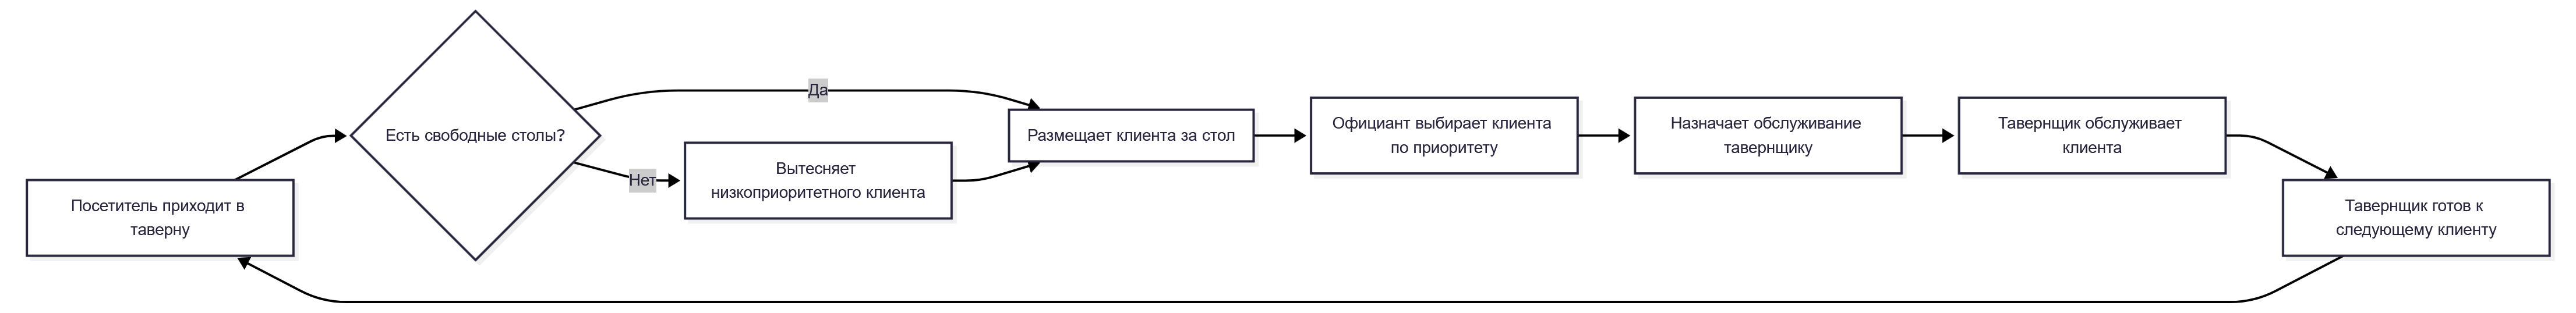 Посетитель приходит в
таверну
Есть свободные столы?
Да
Нет
Вытесняет
низкоприоритетного клиента
Размещает клиента за стол
Официант выбирает клиента
по приоритету
Назначает обслуживание
тавернщику
Тавернщик обслуживает
клиента
Тавернщик готов к
следующему клиенту